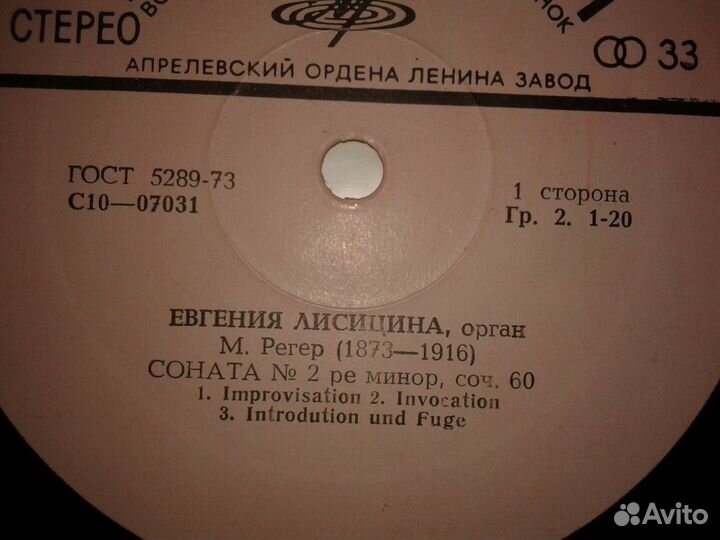 СТЕРЕО
33
АПРЕЛЕВСКИЙ ОРДЕНА ЛЕНИНА ЗАВОД
ГОСТ 5289-73
С10—07031
1 сторона
Гр. 2. 1-20
ЕВГЕНИЯ ЛИСИЦИНА, орган
М. Регер (1873—1916)
СОНАТА № 2 ре минор, соч. 60
1. Improvisation 2. Invocation
3. Introdution und Fuge
Avito